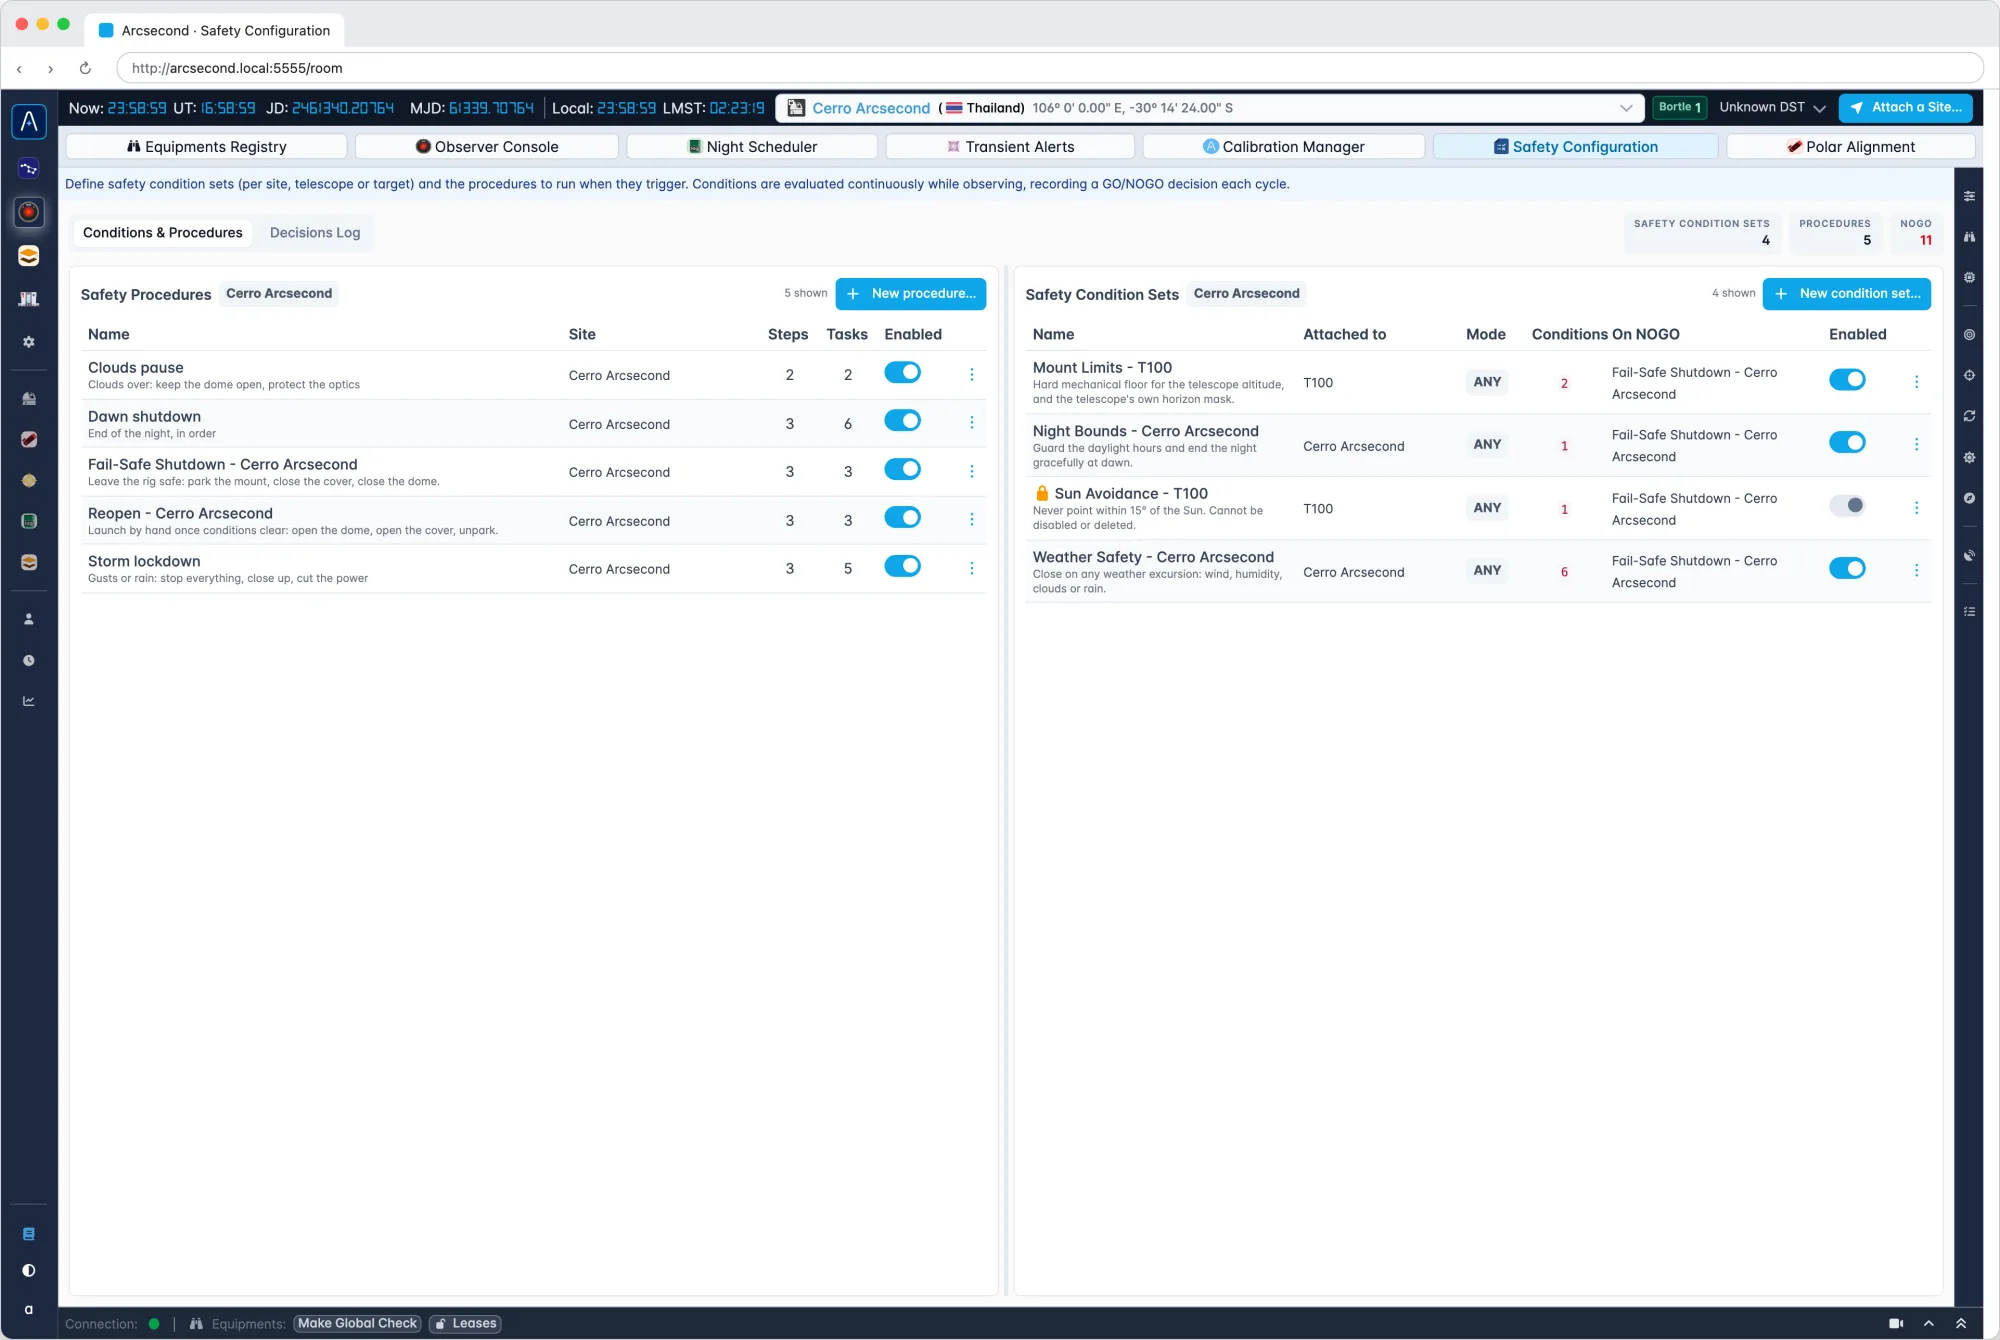 Arcsecond · Safety Configuration
http://arcsecond.local:5555/room
Now: 23:58:59 UT: 16:58:59 JD: 2461340.20764 MJD: 61339.70764 Local: 23:58:59 LMST: 02:23:19 Cerro Arcsecond ( Thailand) 106° 0' 0.00" E, -30° 14' 24.00" S Bortle 1 Unknown DST Attach a Site...
Equipments Registry Observer Console Night Scheduler Transient Alerts Calibration Manager Safety Configuration Polar Alignment
Define safety condition sets (per site, telescope or target) and the procedures to run when they trigger. Conditions are evaluated continuously while observing, recording a GO/NOGO decision each cycle.
Conditions & Procedures Decisions Log
SAFETY CONDITION SETS PROCEDURES NOGO
4 5 11
Safety Procedures Cerro Arcsecond 5 shown + New procedure...
Name Site Steps Tasks Enabled
Clouds pause
Clouds over: keep the dome open, protect the optics
Cerro Arcsecond 2 2
Dawn shutdown
End of the night, in order
Cerro Arcsecond 3 6
Fail-Safe Shutdown - Cerro Arcsecond
Leave the rig safe: park the mount, close the cover, close the dome.
Cerro Arcsecond 3 3
Reopen - Cerro Arcsecond
Launch by hand once conditions clear: open the dome, open the cover, unpark.
Cerro Arcsecond 3 3
Storm lockdown
Gusts or rain: stop everything, close up, cut the power
Cerro Arcsecond 3 5
Safety Condition Sets Cerro Arcsecond 4 shown + New condition set...
Name Attached to Mode Conditions On NOGO Enabled
Mount Limits - T100
Hard mechanical floor for the telescope altitude,
and the telescope's own horizon mask.
T100 ANY 2
Fail-Safe Shutdown - Cerro
Arcsecond
Night Bounds - Cerro Arcsecond
Guard the daylight hours and end the night
gracefully at dawn.
Cerro Arcsecond ANY 1
Fail-Safe Shutdown - Cerro
Arcsecond
Sun Avoidance - T100
Never point within 15° of the Sun. Cannot be
disabled or deleted.
T100 ANY 1
Fail-Safe Shutdown - Cerro
Arcsecond
Weather Safety - Cerro Arcsecond
Close on any weather excursion: wind, humidity,
clouds or rain.
Cerro Arcsecond ANY 6
Fail-Safe Shutdown - Cerro
Arcsecond
a
Connection: Equipments: Make Global Check Leases